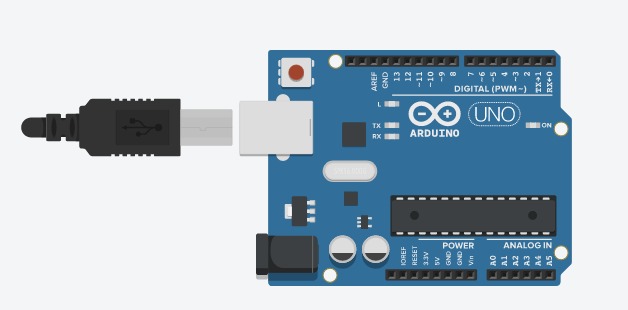 AREF
GND
13
12
~11
~10
~9
8
7
~6
~5
4
~3
2
TX→1
RX←0
DIGITAL (PWM~)
L
TX
RX
ARDUINO
UNO
ON
IOREF
RESET
3.3V
5V
GND
GND
Vin
POWER
ANALOG IN
A0
A1
A2
A3
A4
A5